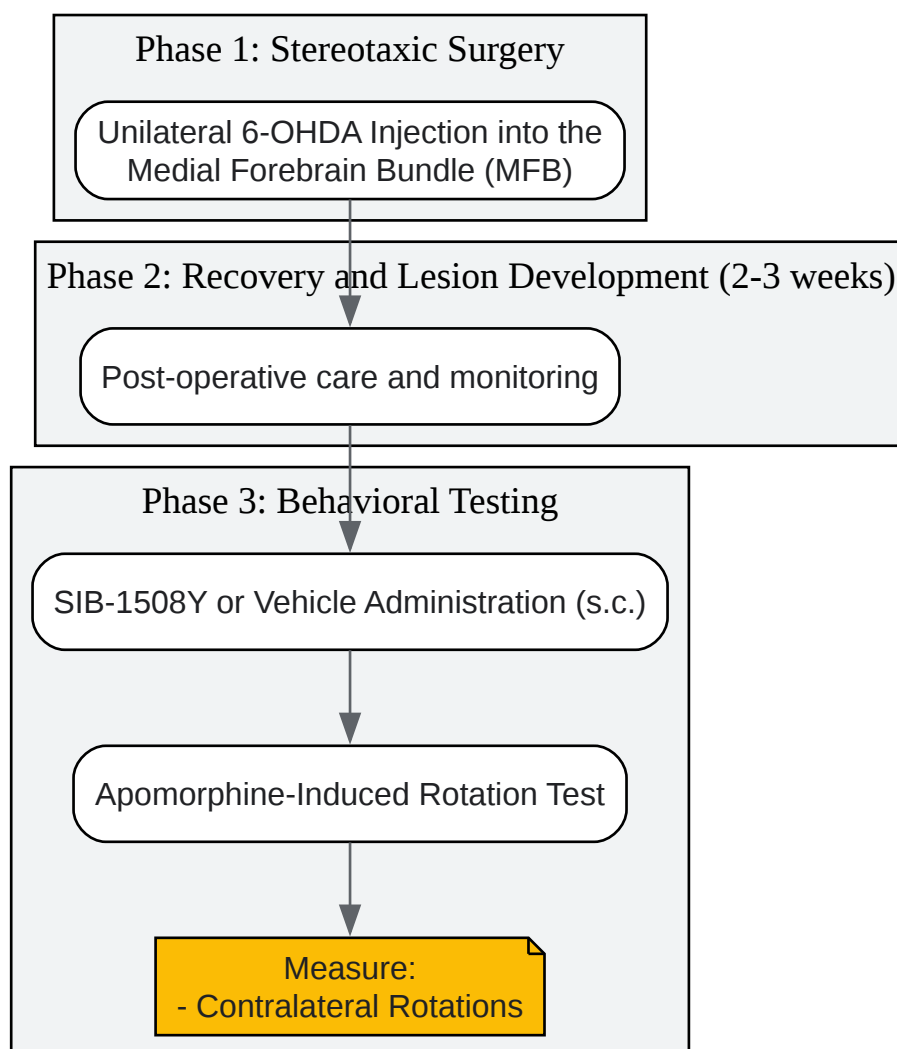 Phase 1: Stereotaxic Surgery
Unilateral 6-OHDA Injection into the
Medial Forebrain Bundle (MFB)
Phase 2: Recovery and Lesion Development (2-3 weeks)
Post-operative care and monitoring
Phase 3: Behavioral Testing
SIB-1508Y or Vehicle Administration (s.c.)
Apomorphine-Induced Rotation Test
Measure:
- Contralateral Rotations